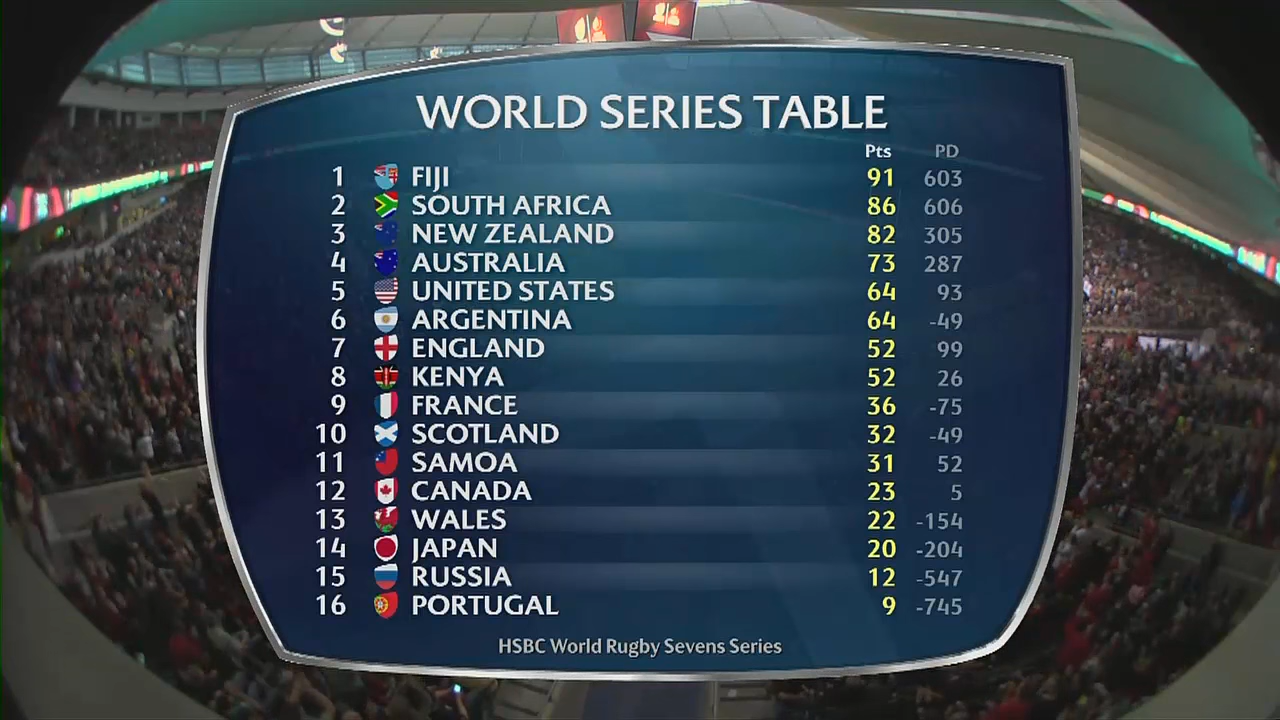 WORLD SERIES TABLE
Pts PD
1 FIJI 91 603
2 SOUTH AFRICA 86 606
3 NEW ZEALAND 82 305
4 AUSTRALIA 73 287
5 UNITED STATES 64 93
6 ARGENTINA 64 -49
7 ENGLAND 52 99
8 KENYA 52 26
9 FRANCE 36 -75
10 SCOTLAND 32 -49
11 SAMOA 31 52
12 CANADA 23 5
13 WALES 22 -154
14 JAPAN 20 -204
15 RUSSIA 12 -547
16 PORTUGAL 9 -745
HSBC World Rugby Sevens Series